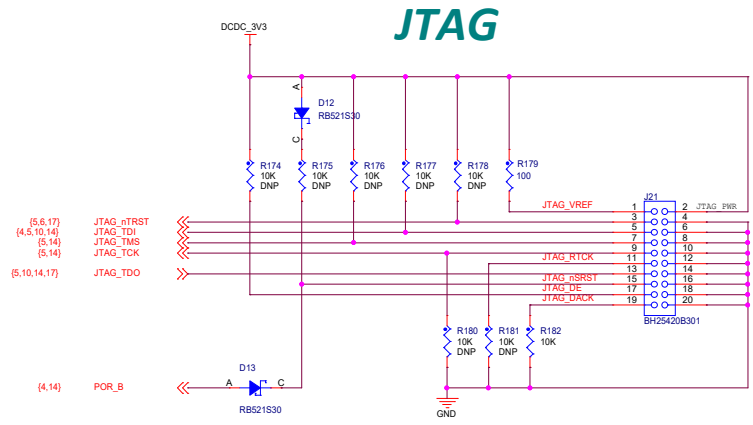 JTAG
DCDC_3V3
A
D12
RB521S30
C
R174
10K
DNP
R175
10K
DNP
R176
10K
DNP
R177
10K
DNP
R178
10K
DNP
R179
100
J21
JTAG_VREF 1 2 JTAG_PWR
{5,6,17} JTAG_nTRST 3 4
{4,5,10,14} JTAG_TDI 5 6
{5,14} JTAG_TMS 7 8
{5,14} JTAG_TCK 9 10
JTAG_RTCK 11 12
{5,10,14,17} JTAG_TDO 13 14
JTAG_nSRST 15 16
JTAG_DE 17 18
JTAG_DACK 19 20
BH25420B301
R180
10K
DNP
R181
10K
DNP
R182
10K
D13
{4,14} POR_B A C
RB521S30
GND